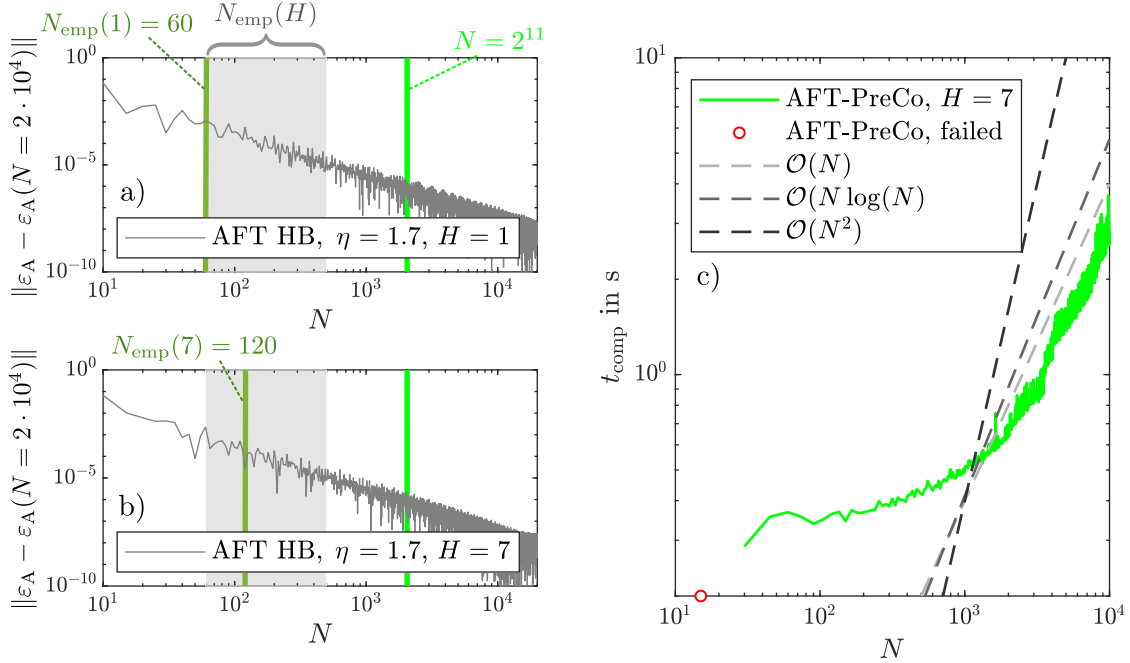 N_emp(1) = 60
N_emp(H)
N = 2^11
‖ε_A − ε_A(N = 2 · 10^4)‖
10^0
10^-5
10^-10
a)
AFT HB, η = 1.7, H = 1
10^1
10^2
10^3
10^4
N
N_emp(7) = 120
‖ε_A − ε_A(N = 2 · 10^4)‖
10^0
10^-5
10^-10
b)
AFT HB, η = 1.7, H = 7
10^1
10^2
10^3
10^4
N
t_comp in s
10^1
10^0
AFT-PreCo, H = 7
AFT-PreCo, failed
O(N)
O(N log(N)
O(N^2)
c)
10^1
10^2
10^3
10^4
N